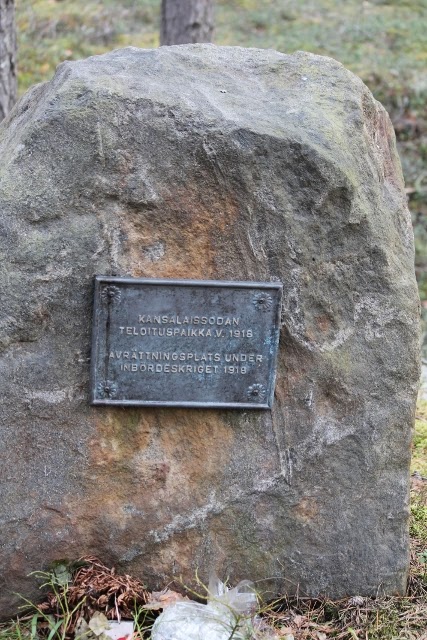 KANSALAISSODAN
TELOITUSPAIKKA V. 1918
AVRÄTTNINGSPLATS UNDER
INBÖRDESKRIGET 1918